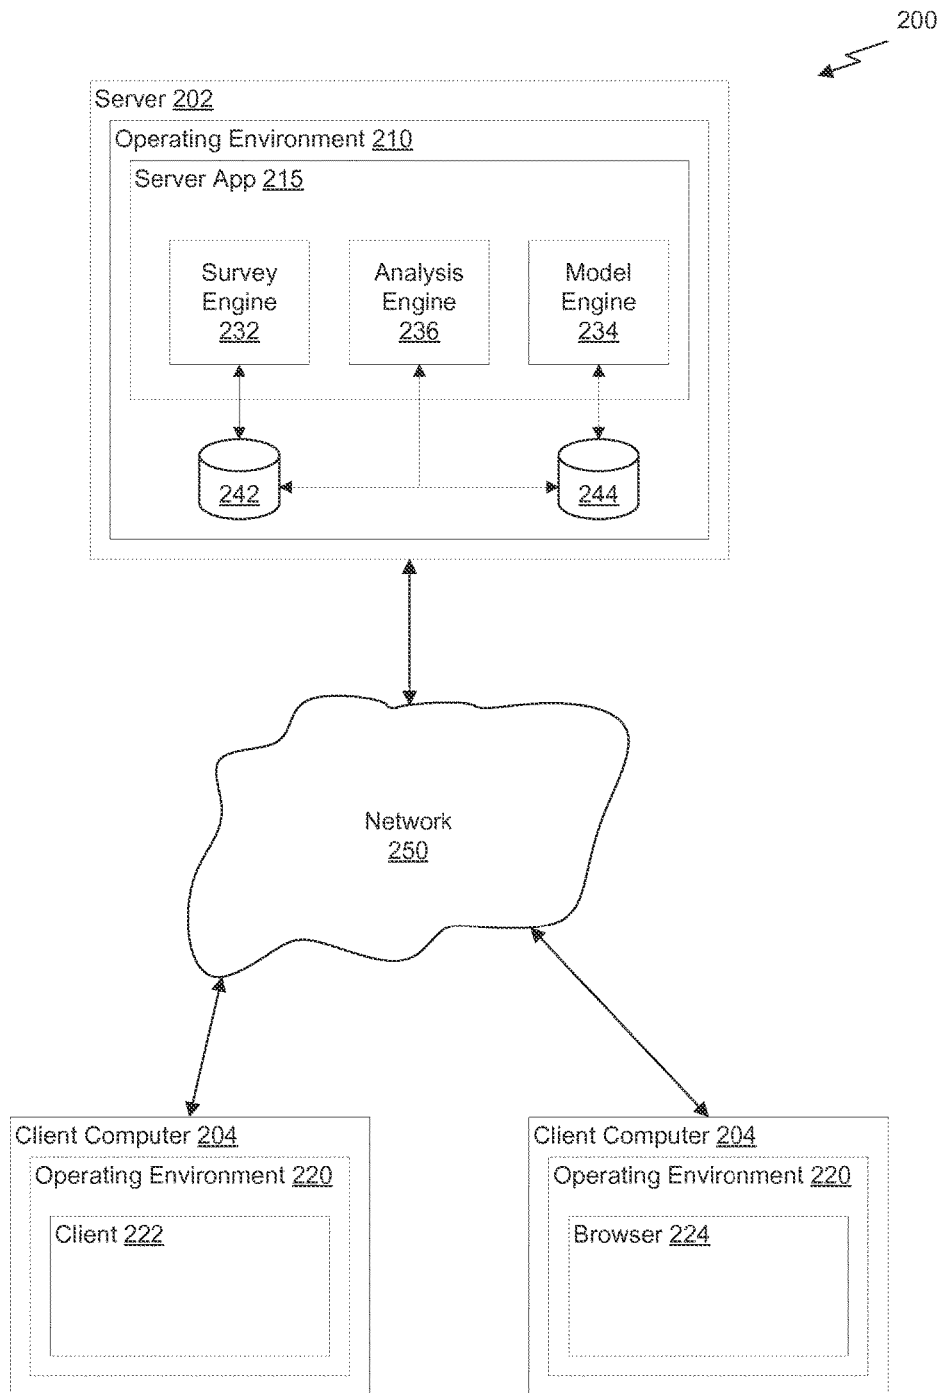 200
Server 202
Operating Environment 210
Server App 215
Survey
Engine
232
Analysis
Engine
236
Model
Engine
234
242
244
Network
250
Client Computer 204
Operating Environment 220
Client 222
Client Computer 204
Operating Environment 220
Browser 224